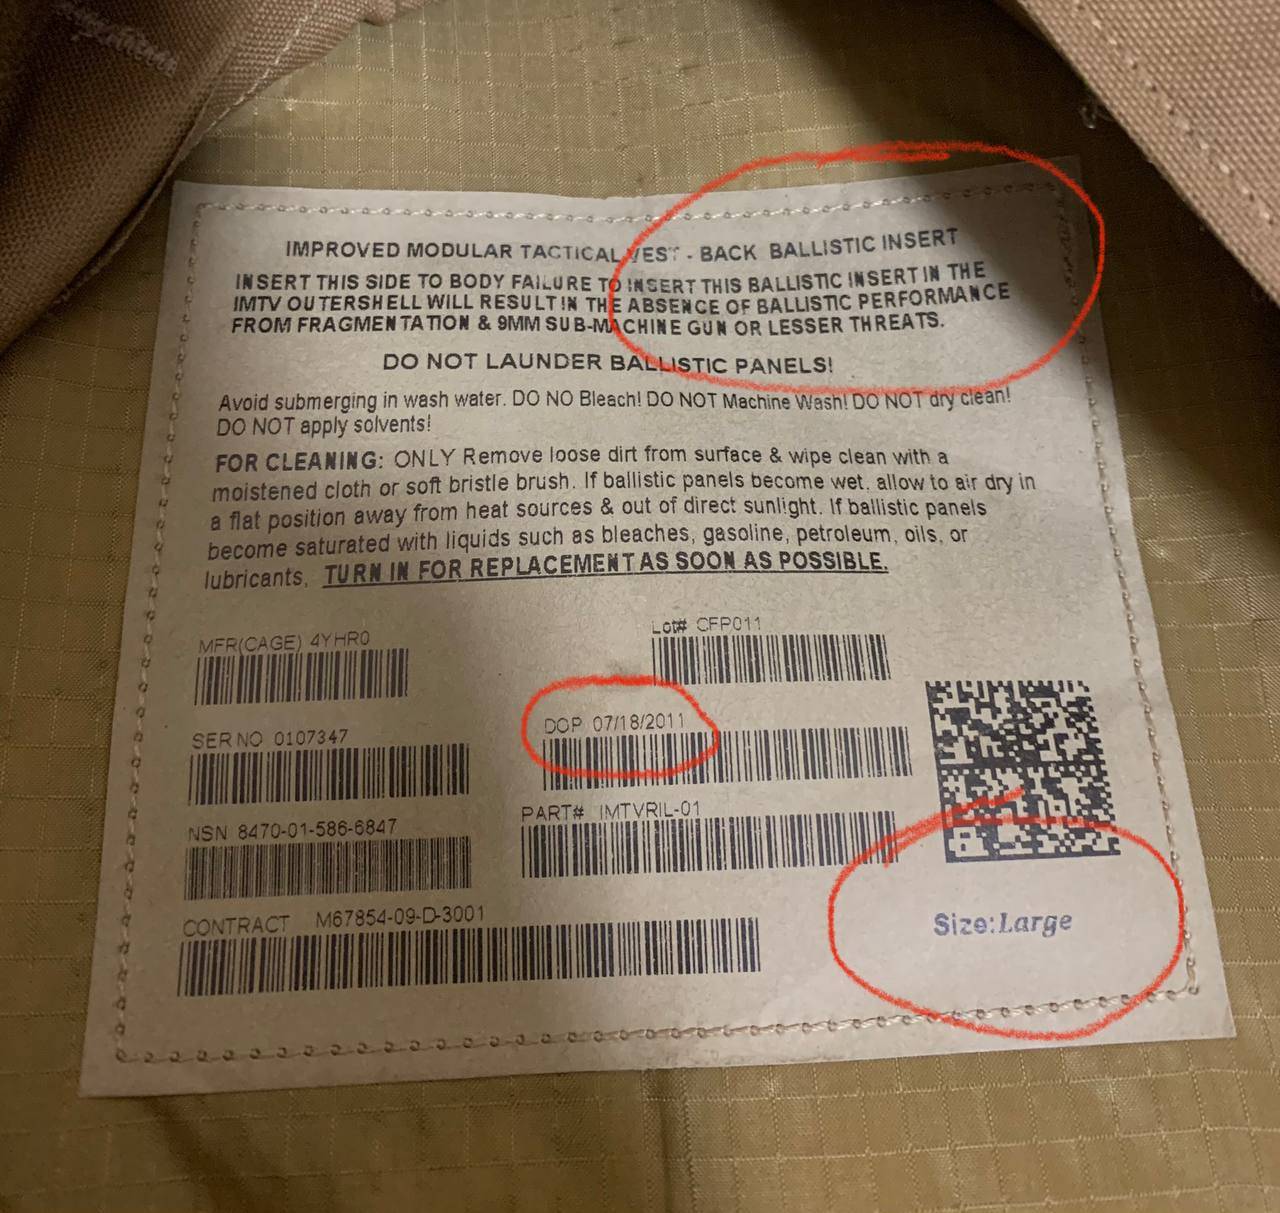 IMPROVED MODULAR TACTICAL VEST - BACK BALLISTIC INSERT
INSERT THIS SIDE TO BODY FAILURE TO INSERT THIS BALLISTIC INSERT IN THE
IMTV OUTERSHELL WILL RESULT IN THE ABSENCE OF BALLISTIC PERFORMANCE
FROM FRAGMENTATION & 9MM SUB-MACHINE GUN OR LESSER THREATS.
DO NOT LAUNDER BALLISTIC PANELS!
Avoid submerging in wash water. DO NO Bleach! DO NOT Machine Wash! DO NOT dry clean!
DO NOT apply solvents!
FOR CLEANING: ONLY Remove loose dirt from surface & wipe clean with a
moistened cloth or soft bristle brush. If ballistic panels become wet. allow to air dry in
a flat position away from heat sources & out of direct sunlight. If ballistic panels
become saturated with liquids such as bleaches, gasoline, petroleum, oils, or
lubricants, TURN IN FOR REPLACEMENT AS SOON AS POSSIBLE.
MFR(CAGE) 4YHR0
Lot# CFP011
SER NO 0107347
DOP 07/18/2011
NSN 8470-01-586-6847
PART# IMTVRIL-01
CONTRACT M67854-09-D-3001
Size:Large